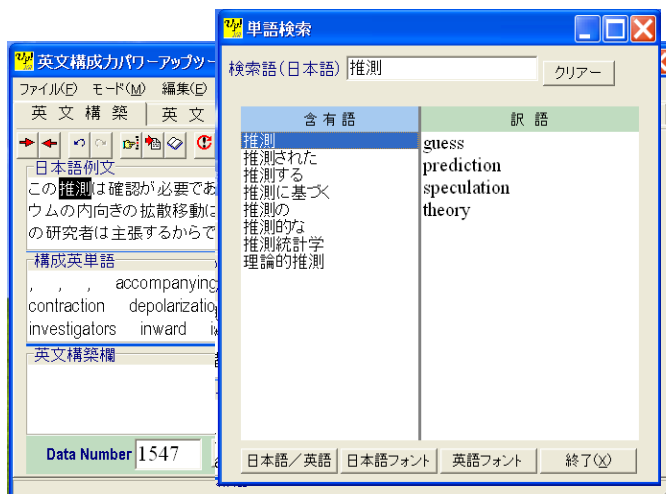 単語検索
検索語(日本語) 推測 クリアー
含有語 訳語
推測
推測された
推測する
推測に基づく
推測の
推測的な
推測統計学
理論的推測
guess
prediction
speculation
theory
日本語／英語 日本語フォント 英語フォント 終了(X)
英文構成力パワーアップツー
ファイル(F) モード(M) 編集(E)
英文構築 英文
日本語例文
この推測は確認が必要であ
ウムの内向きの拡散移動に
の研究者は主張するからで
構成英単語
, , , accompanying
contraction depolarizatio
investigators inward
英文構築欄
Data Number 1547